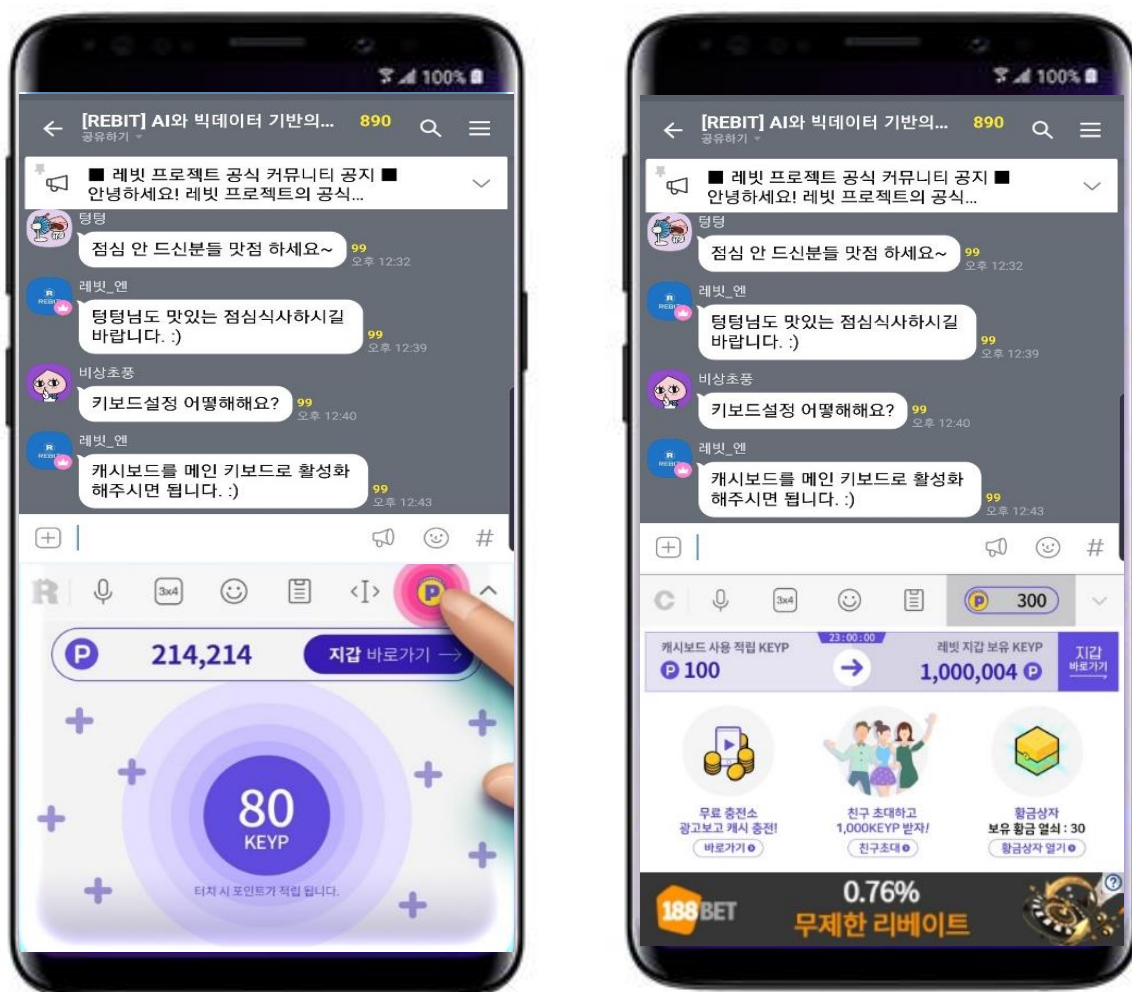 100%
[REBIT] AI와 빅데이터 기반의... 890
공유하기
■ 레빗 프로젝트 공식 커뮤니티 공지 ■
안녕하세요! 레빗 프로젝트의 공식...
텅텅
점심 안 드신분들 맛점 하세요~
99
오후 12:32
레빗_엔
텅텅님도 맛있는 점심식사하시길
바랍니다. :)
99
오후 12:39
비상초풍
키보드설정 어떻해해요?
99
오후 12:40
레빗_엔
캐시보드를 메인 키보드로 활성화
해주시면 됩니다. :)
99
오후 12:43
#
R 3x4 P
P 214,214 지갑 바로가기 →
80
KEYP
터치 시 포인트가 적립 됩니다.
100%
[REBIT] AI와 빅데이터 기반의... 890
공유하기
■ 레빗 프로젝트 공식 커뮤니티 공지 ■
안녕하세요! 레빗 프로젝트의 공식...
텅텅
점심 안 드신분들 맛점 하세요~
99
오후 12:32
레빗_엔
텅텅님도 맛있는 점심식사하시길
바랍니다. :)
99
오후 12:39
비상초풍
키보드설정 어떻해해요?
99
오후 12:40
레빗_엔
캐시보드를 메인 키보드로 활성화
해주시면 됩니다. :)
99
오후 12:43
#
C 3x4 P 300
캐시보드 사용 적립 KEYP
P 100
23:00:00
레빗 지갑 보유 KEYP
1,000,004 P
지갑
바로가기
무료 충전소
광고보고 캐시 충전!
바로가기
친구 초대하고
1,000KEYP 받자!
친구초대
황금상자
보유 황금 열쇠 : 30
황금상자 열기
188BET
0.76%
무제한 리베이트